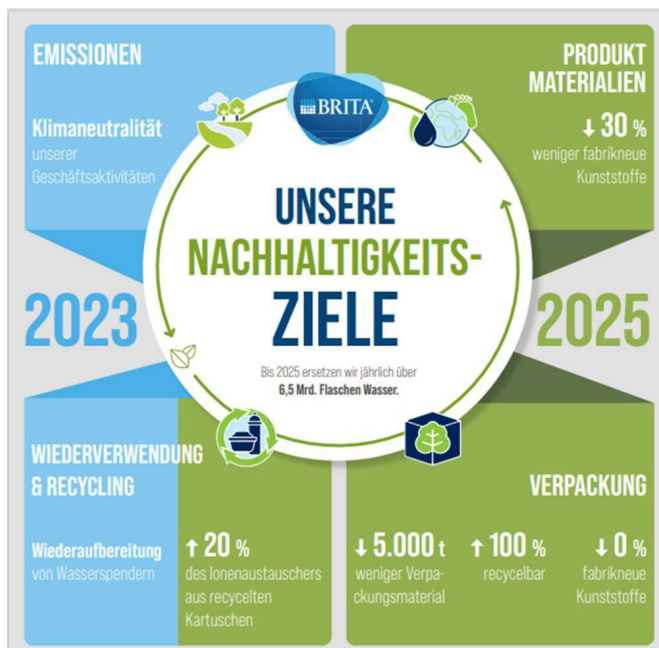 EMISSIONEN
Klimaneutralität
unserer
Geschäftsaktivitäten
PRODUKT
MATERIALIEN
↓ 30 %
weniger fabrikneue
Kunststoffe
BRITA®
UNSERE
NACHHALTIGKEITS-
ZIELE
Bis 2025 ersetzen wir jährlich über
6,5 Mrd. Flaschen Wasser.
2023
2025
WIEDERVERWENDUNG
& RECYCLING
Wiederaufbereitung
von Wasserspendern
↑ 20 %
des Ionenaustauschers
aus recycelten
Kartuschen
VERPACKUNG
↓ 5.000 t
weniger Verpa-
ckungsmaterial
↑ 100 %
recycelbar
↓ 0 %
fabrikneue
Kunststoffe